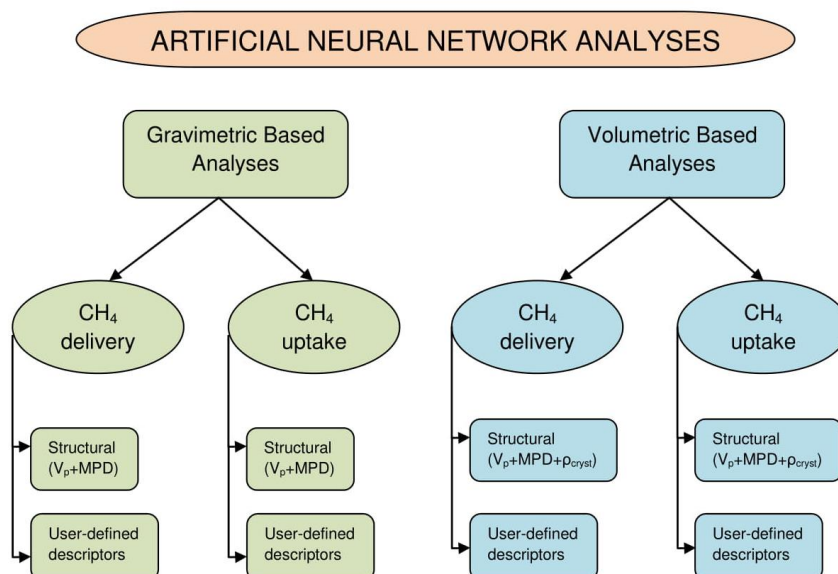 ARTIFICIAL NEURAL NETWORK ANALYSES
Gravimetric Based
Analyses
Volumetric Based
Analyses
CH₄
delivery
CH₄
uptake
CH₄
delivery
CH₄
uptake
Structural
(Vₚ+MPD)
Structural
(Vₚ+MPD)
Structural
(Vₚ+MPD+ρcryst)
Structural
(Vₚ+MPD+ρcryst)
User-defined
descriptors
User-defined
descriptors
User-defined
descriptors
User-defined
descriptors